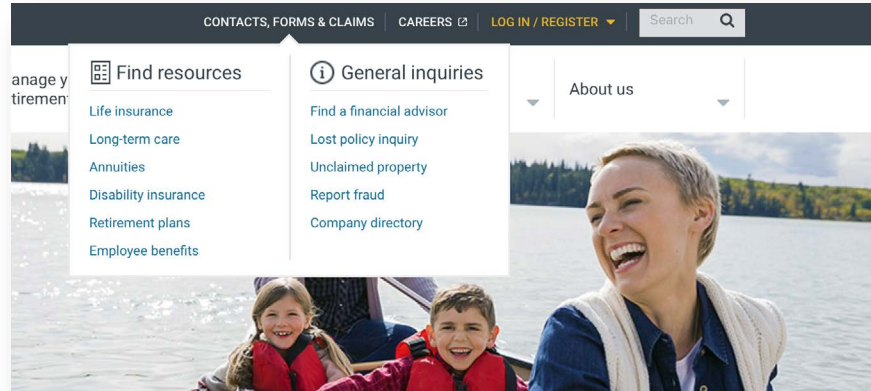 CONTACTS, FORMS & CLAIMS
CAREERS
LOG IN / REGISTER
Search
Find resources
Life insurance
Long-term care
Annuities
Disability insurance
Retirement plans
Employee benefits
General inquiries
Find a financial advisor
Lost policy inquiry
Unclaimed property
Report fraud
Company directory
About us